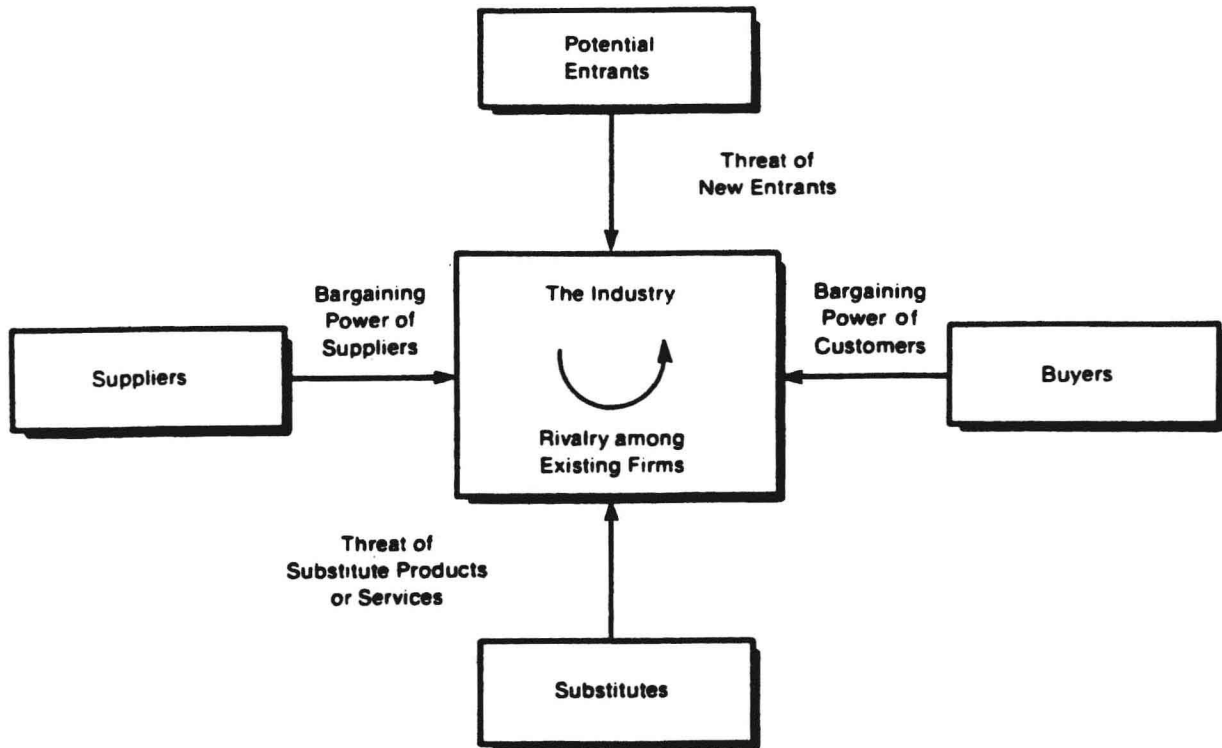 Potential
Entrants
Threat of
New Entrants
Bargaining
Power of
Suppliers
The Industry
Bargaining
Power of
Customers
Suppliers
Buyers
Rivalry among
Existing Firms
Threat of
Substitute Products
or Services
Substitutes